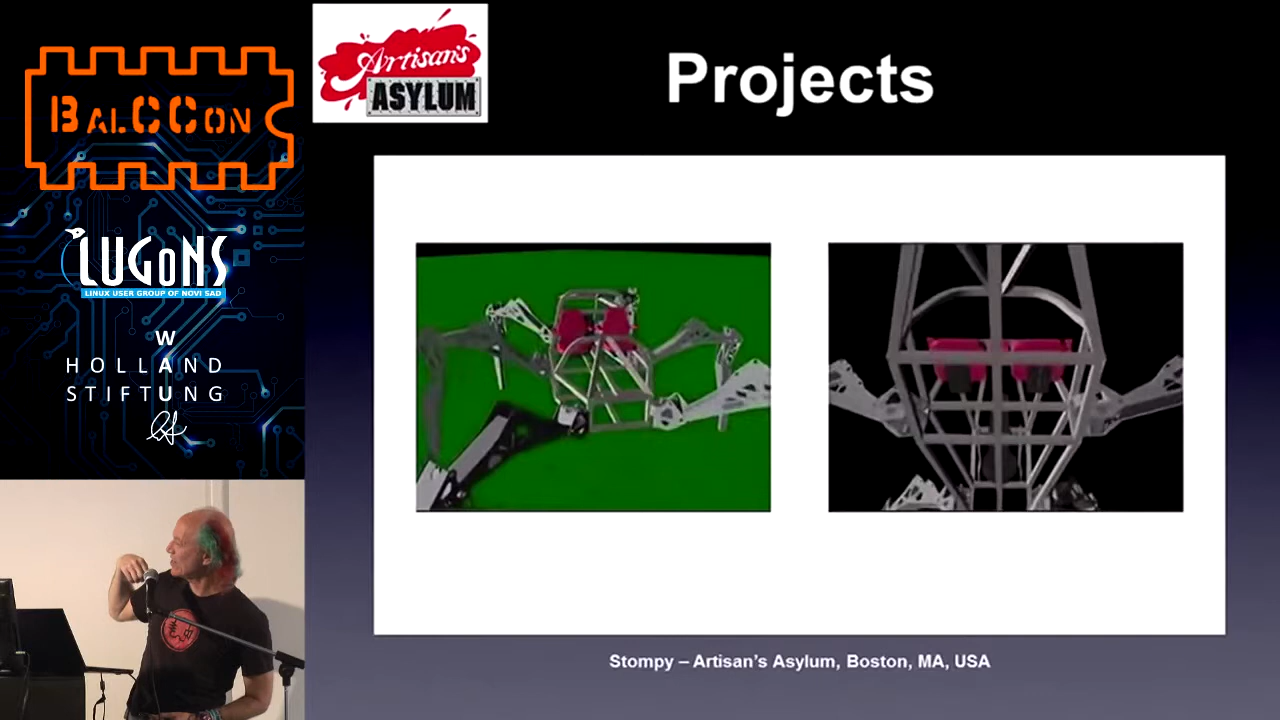 BALCCON
LUGoNS
LINUX USER GROUP OF NOVI SAD
W
HOLLAND
STIFTUNG
Artisan's
ASYLUM
Projects
Stompy – Artisan's Asylum, Boston, MA, USA